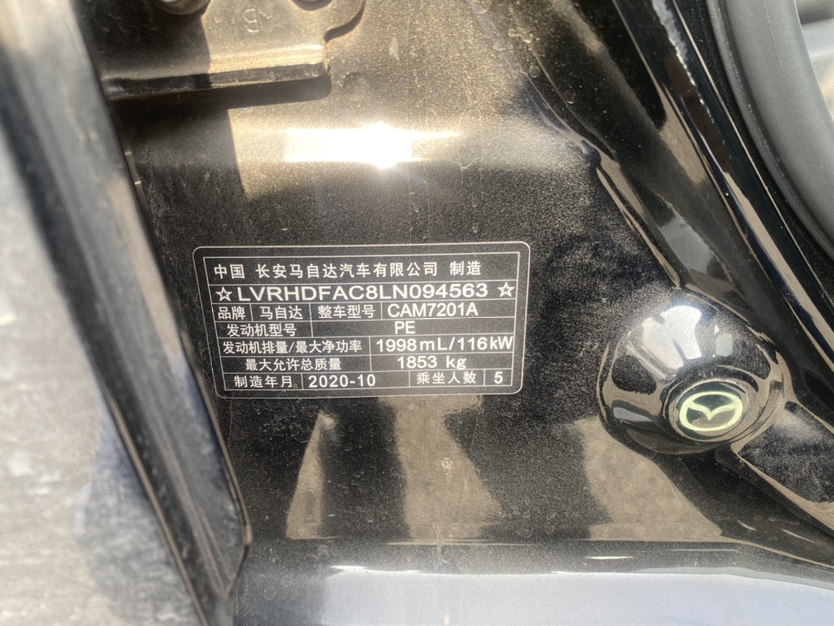 中国 长安马自达汽车有限公司 制造
☆LVRHDFAC8LN094563☆
品牌 马自达 整车型号 CAM7201A
发动机型号 PE
发动机排量/最大净功率 1998mL/116kW
最大允许总质量 1853 kg
制造年月 2020-10 乘坐人数 5